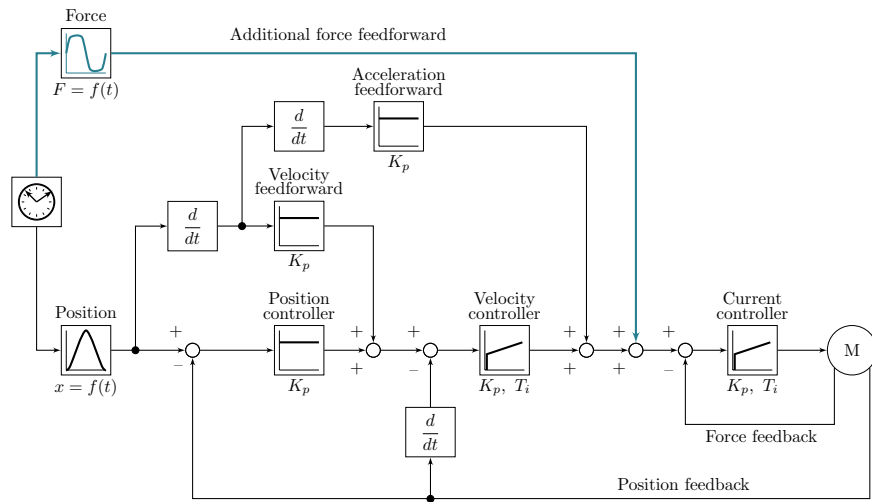 Force
F = f(t)
Additional force feedforward
Acceleration
feedforward
d
dt
K_p
Velocity
feedforward
d
dt
K_p
Position
x = f(t)
+
−
Position
controller
K_p
+
+
+
−
Velocity
controller
K_p, T_i
+
+
+
+
+
−
Current
controller
K_p, T_i
M
d
dt
Force feedback
Position feedback